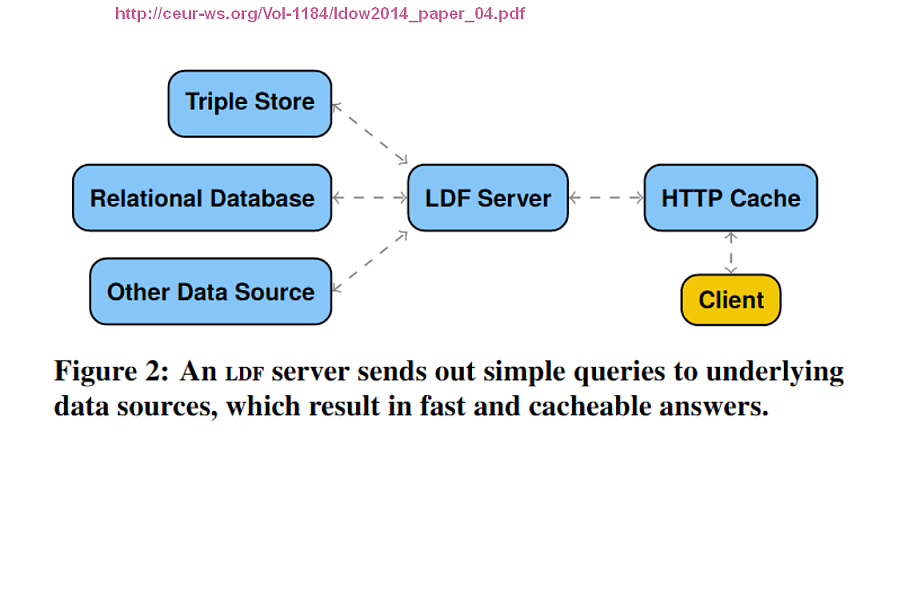 http://ceur-ws.org/Vol-1184/ldow2014_paper_04.pdf
Triple Store
Relational Database
LDF Server
HTTP Cache
Other Data Source
Client
Figure 2: An LDF server sends out simple queries to underlying
data sources, which result in fast and cacheable answers.